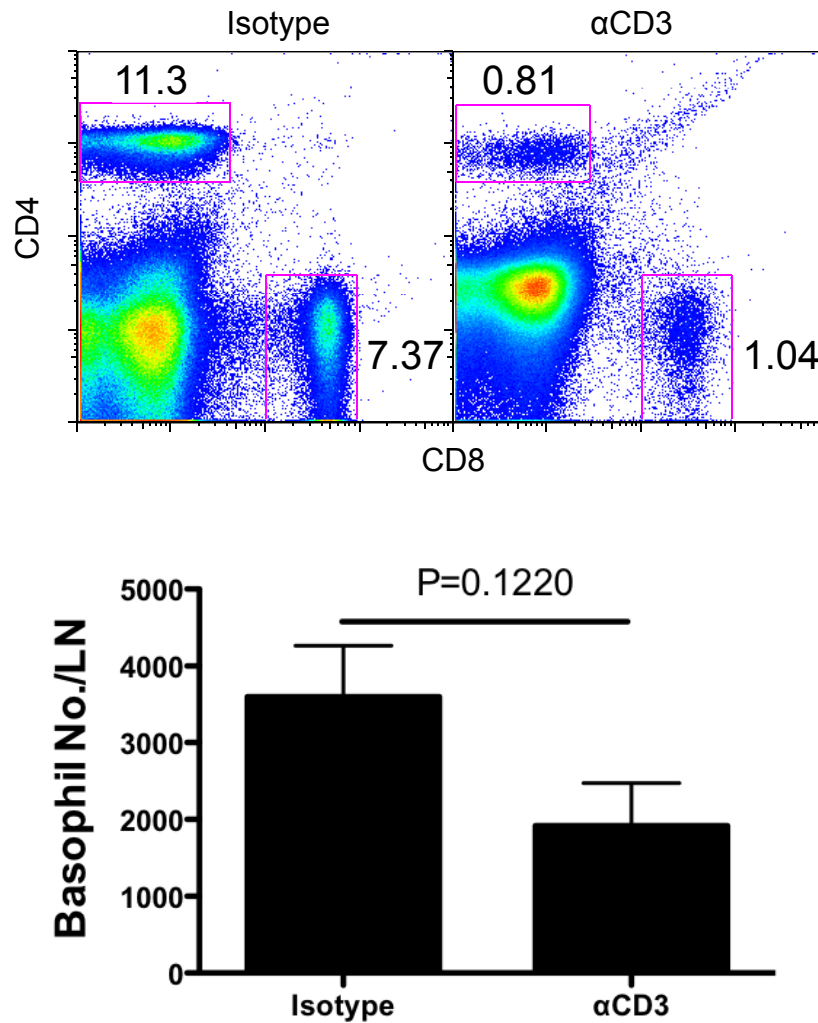 Isotype αCD3
11.3 0.81
CD4
7.37 1.04
CD8
P=0.1220
Basophil No./LN
5000
4000
3000
2000
1000
0
Isotype αCD3